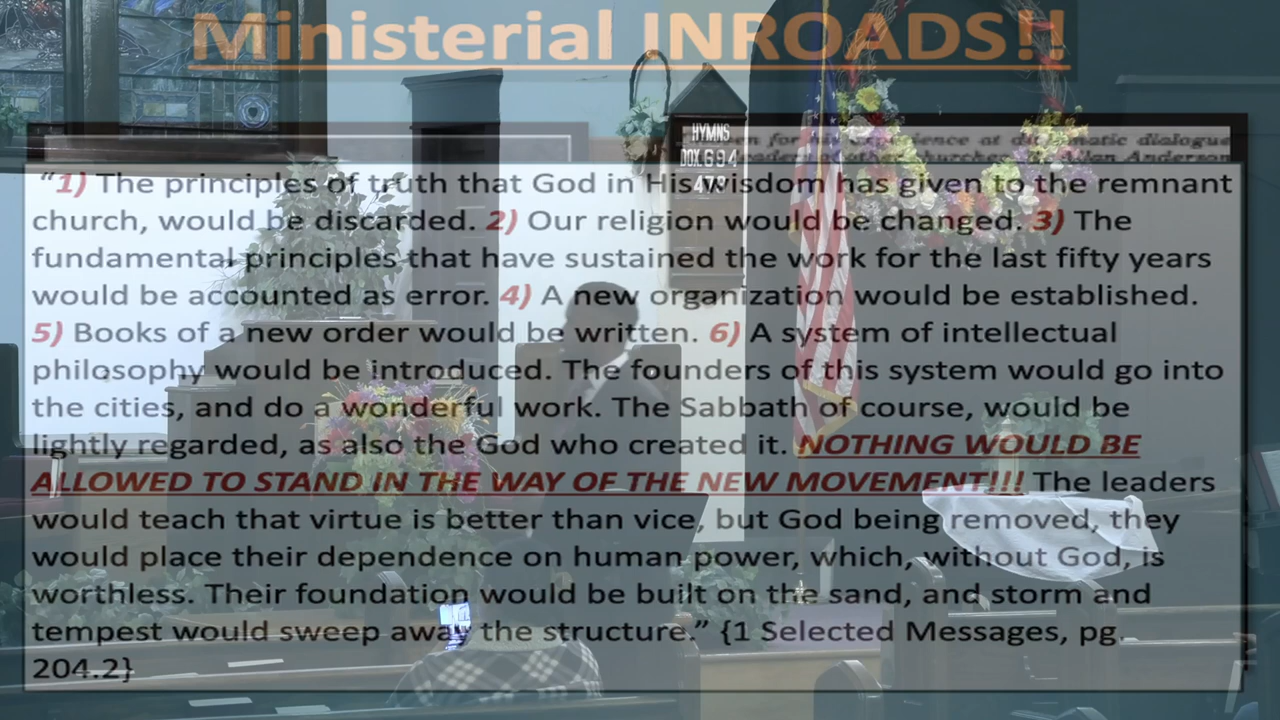 Ministerial INROADS!!
HYMNS
DOX.694
478
matic dialogue
Anderson
“1) The principles of truth that God in His wisdom has given to the remnant
church, would be discarded. 2) Our religion would be changed. 3) The
fundamental principles that have sustained the work for the last fifty years
would be accounted as error. 4) A new organization would be established.
5) Books of a new order would be written. 6) A system of intellectual
philosophy would be introduced. The founders of this system would go into
the cities, and do a wonderful work. The Sabbath of course, would be
lightly regarded, as also the God who created it. NOTHING WOULD BE
ALLOWED TO STAND IN THE WAY OF THE NEW MOVEMENT!!! The leaders
would teach that virtue is better than vice, but God being removed, they
would place their dependence on human power, which, without God, is
worthless. Their foundation would be built on the sand, and storm and
tempest would sweep away the structure.” {1 Selected Messages, pg.
204.2}